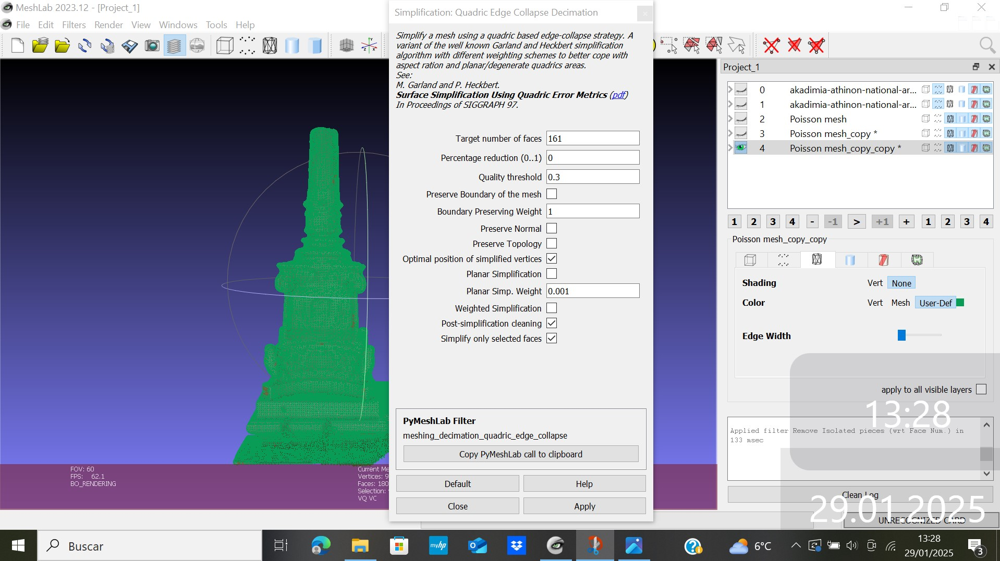 MeshLab 2023.12 - [Project_1]
File Edit Filters Render View Windows Tools Help
Simplification: Quadric Edge Collapse Decimation
Simplify a mesh using a quadric based edge-collapse strategy. A
variant of the well known Garland and Heckbert simplification
algorithm with different weighting schemes to better cope with
aspect ration and planar/degenerate quadrics areas.
See:
M. Garland and P. Heckbert.
Surface Simplification Using Quadric Error Metrics (pdf)
In Proceedings of SIGGRAPH 97.
Target number of faces 161
Percentage reduction (0..1) 0
Quality threshold 0.3
Preserve Boundary of the mesh
Boundary Preserving Weight 1
Preserve Normal
Preserve Topology
Optimal position of simplified vertices
Planar Simplification
Planar Simp. Weight 0.001
Weighted Simplification
Post-simplification cleaning
Simplify only selected faces
PyMeshLab Filter
meshing_decimation_quadric_edge_collapse
Copy PyMeshLab call to clipboard
Default Help
Close Apply
FOV: 60
FPS: 62.1
BO_RENDERING
Current Me
Vertices: 9
Faces: 180
Selection:
VQ VC
Project_1
0 akadimia-athinon-national-ar...
1 akadimia-athinon-national-ar...
2 Poisson mesh
3 Poisson mesh_copy *
4 Poisson mesh_copy_copy *
1 2 3 4 - -1 > +1 + 1 2 3 4
Poisson mesh_copy_copy
Shading Vert None
Color Vert Mesh User-Def
Edge Width
apply to all visible layers
13:28
Applied filter Remove Isolated pieces (wrt Face Num.) in
133 msec
Clean Log
29.01.2025
UNRECOGNIZED CARD
Buscar
myhp
6°C
13:28
29/01/2025
3